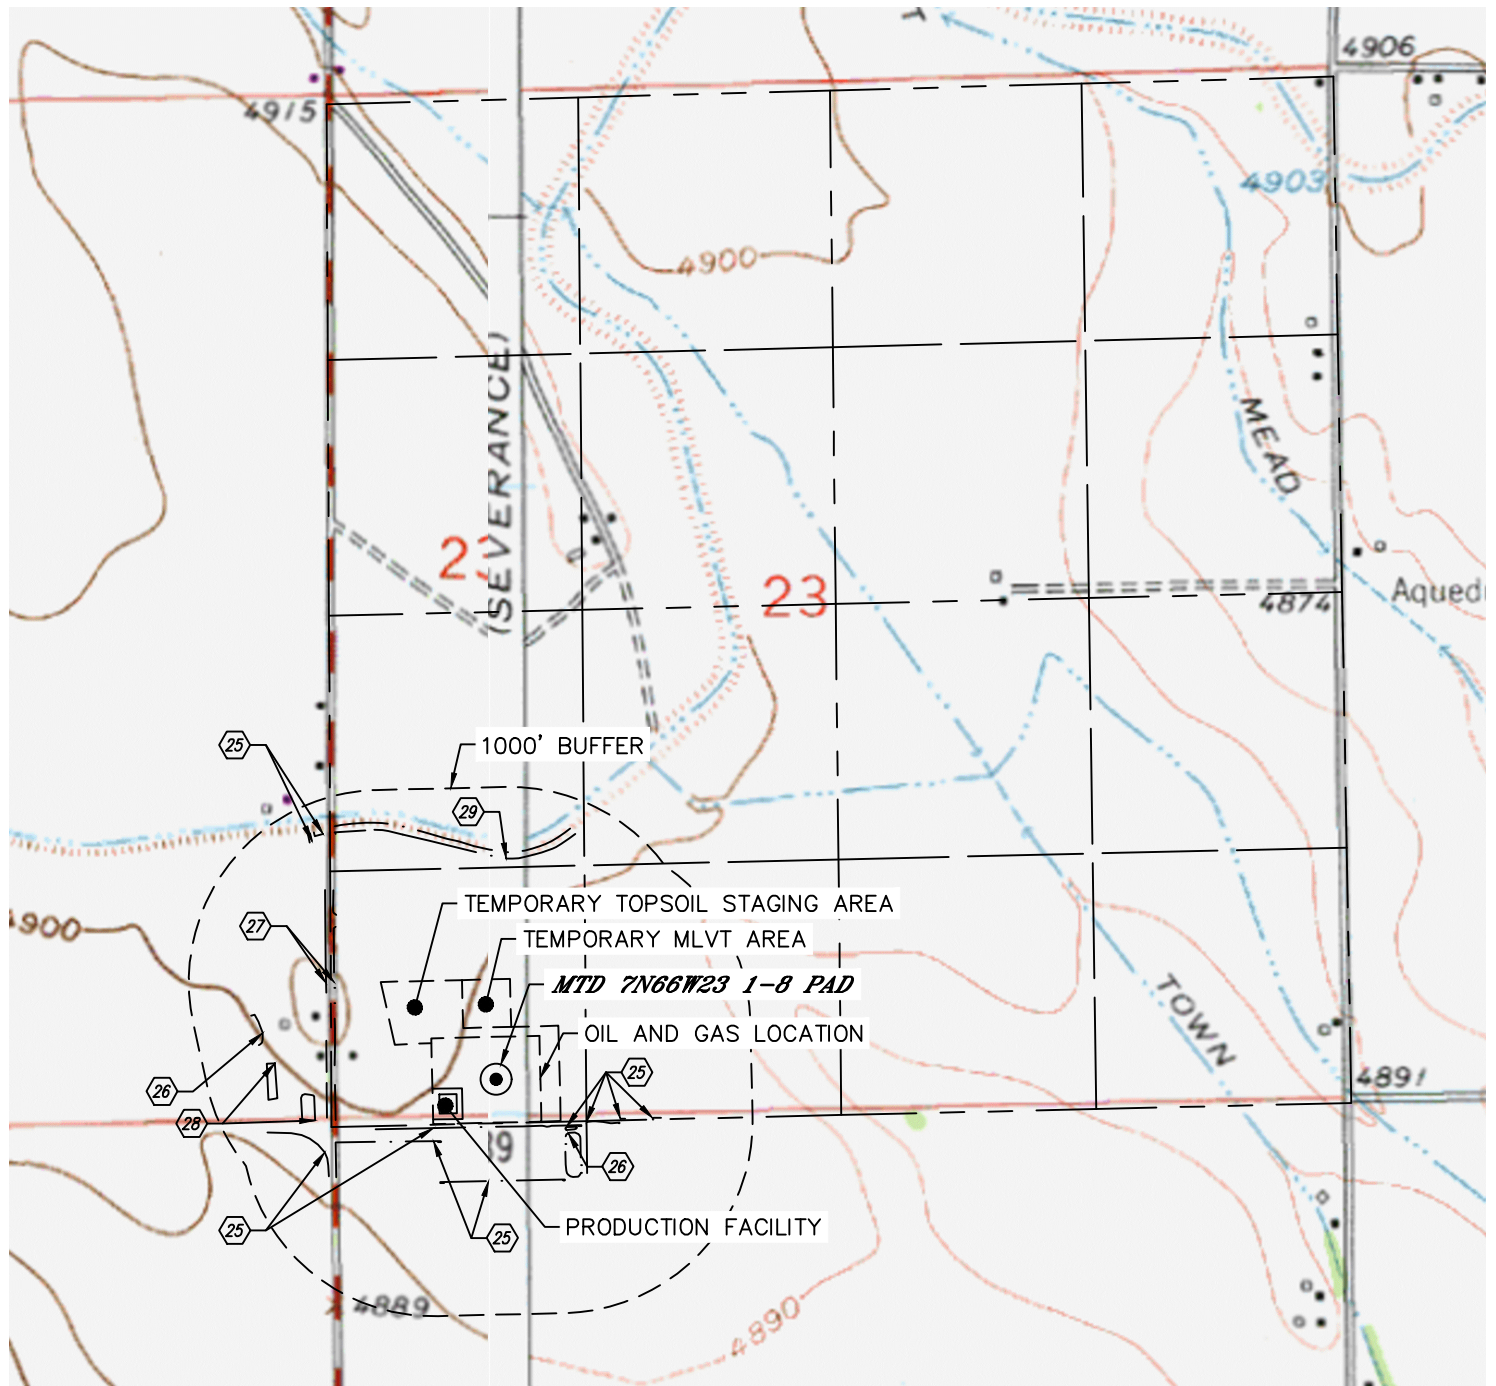 T
4906
4915
4903
4900
(SEVERANCE)
MEAD
23
23
4874
25
1000' BUFFER
29
TEMPORARY TOPSOIL STAGING AREA
4900
27
TEMPORARY MLVT AREA
MTD 7N66W23 1-8 PAD
TOWN
OIL AND GAS LOCATION
25
4891
26
28
26
25
25
PRODUCTION FACILITY
4889
4890